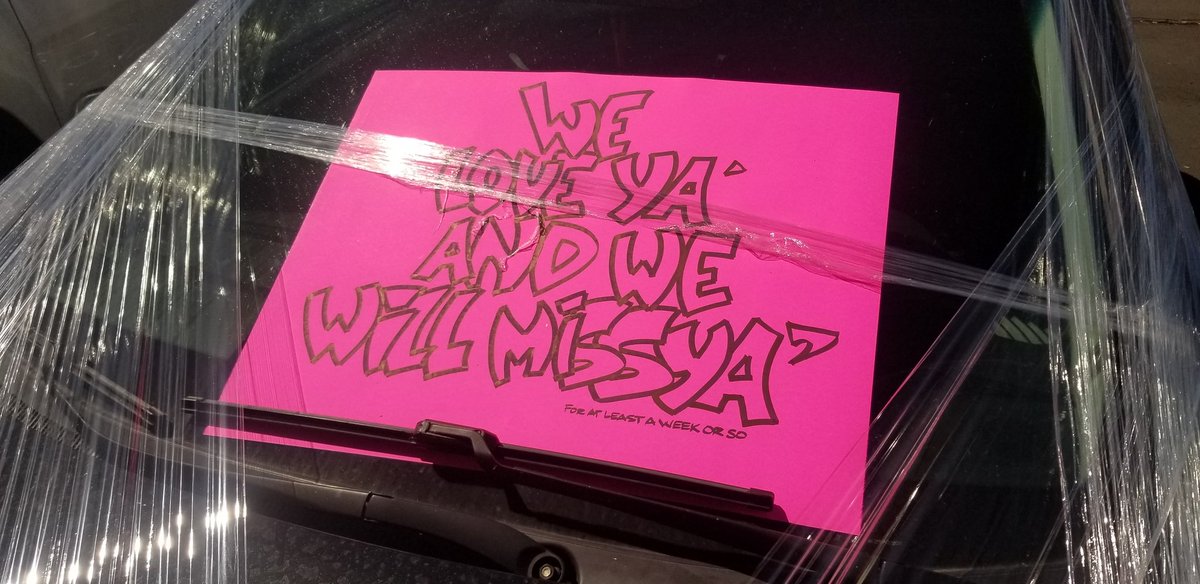 WE
LOVE YA'
AND WE
WiLL MiSS YA'
FOR AT LEAST A WEEK OR SO